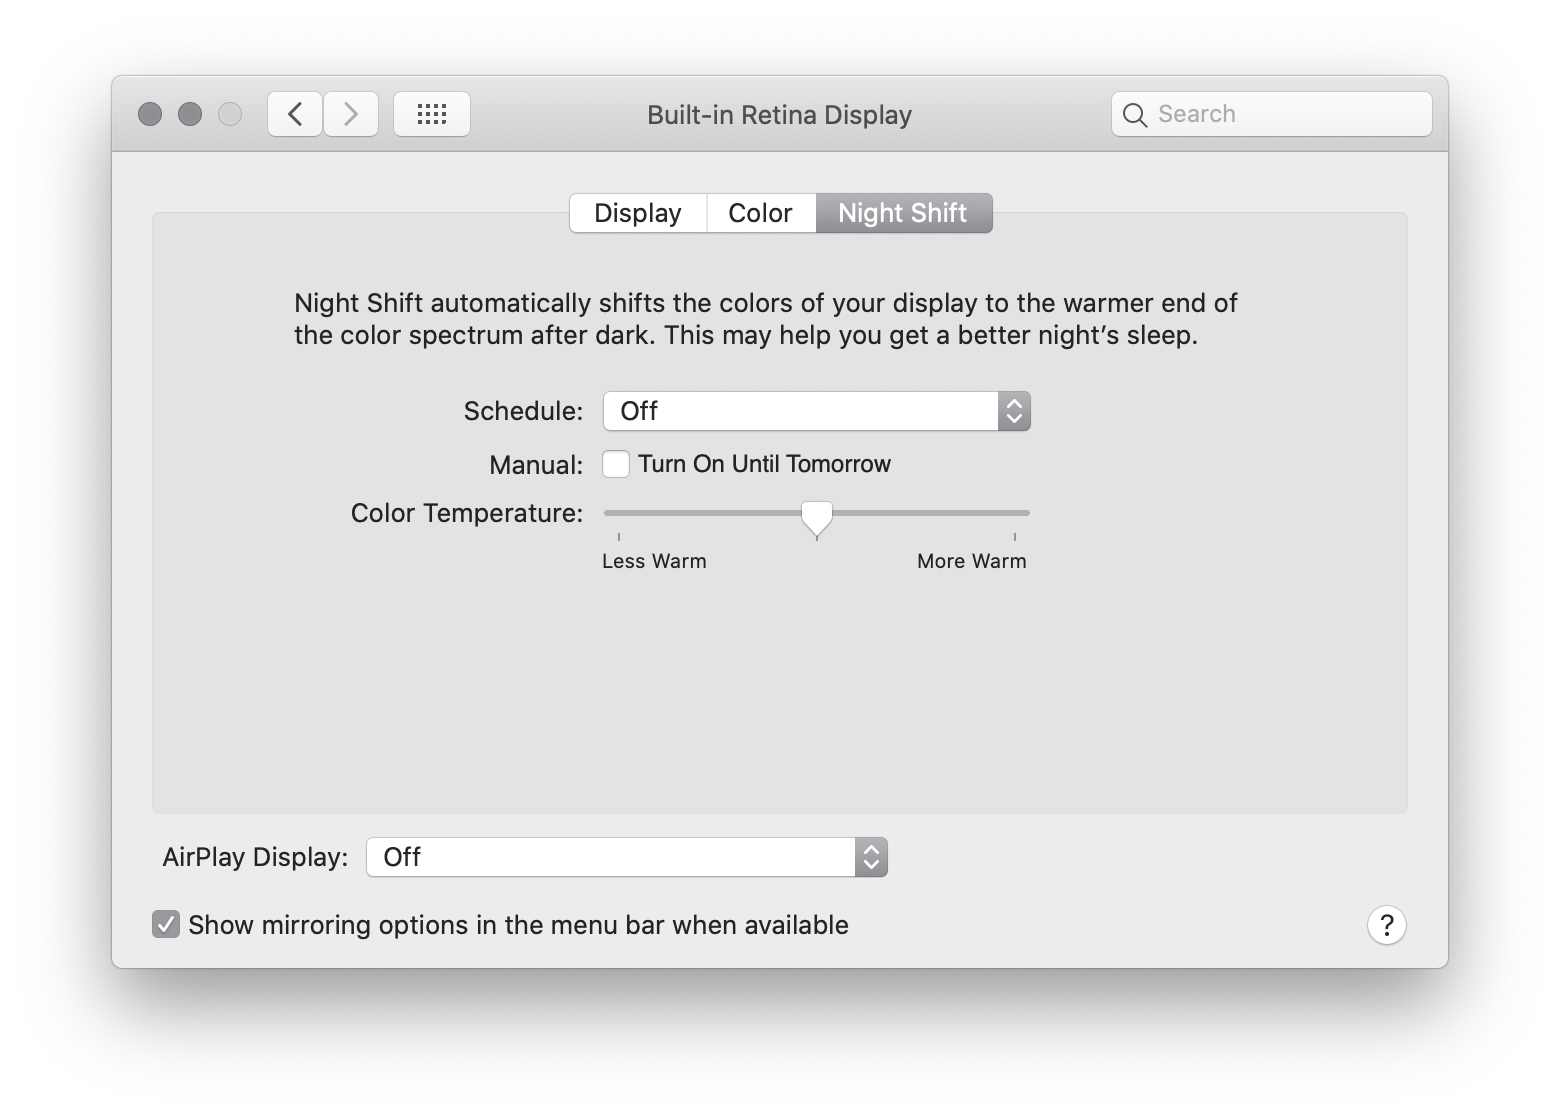 Built-in Retina Display
Search
Display
Color
Night Shift
Night Shift automatically shifts the colors of your display to the warmer end of
the color spectrum after dark. This may help you get a better night’s sleep.
Schedule: Off
Manual: Turn On Until Tomorrow
Color Temperature:
Less Warm
More Warm
AirPlay Display: Off
Show mirroring options in the menu bar when available
?